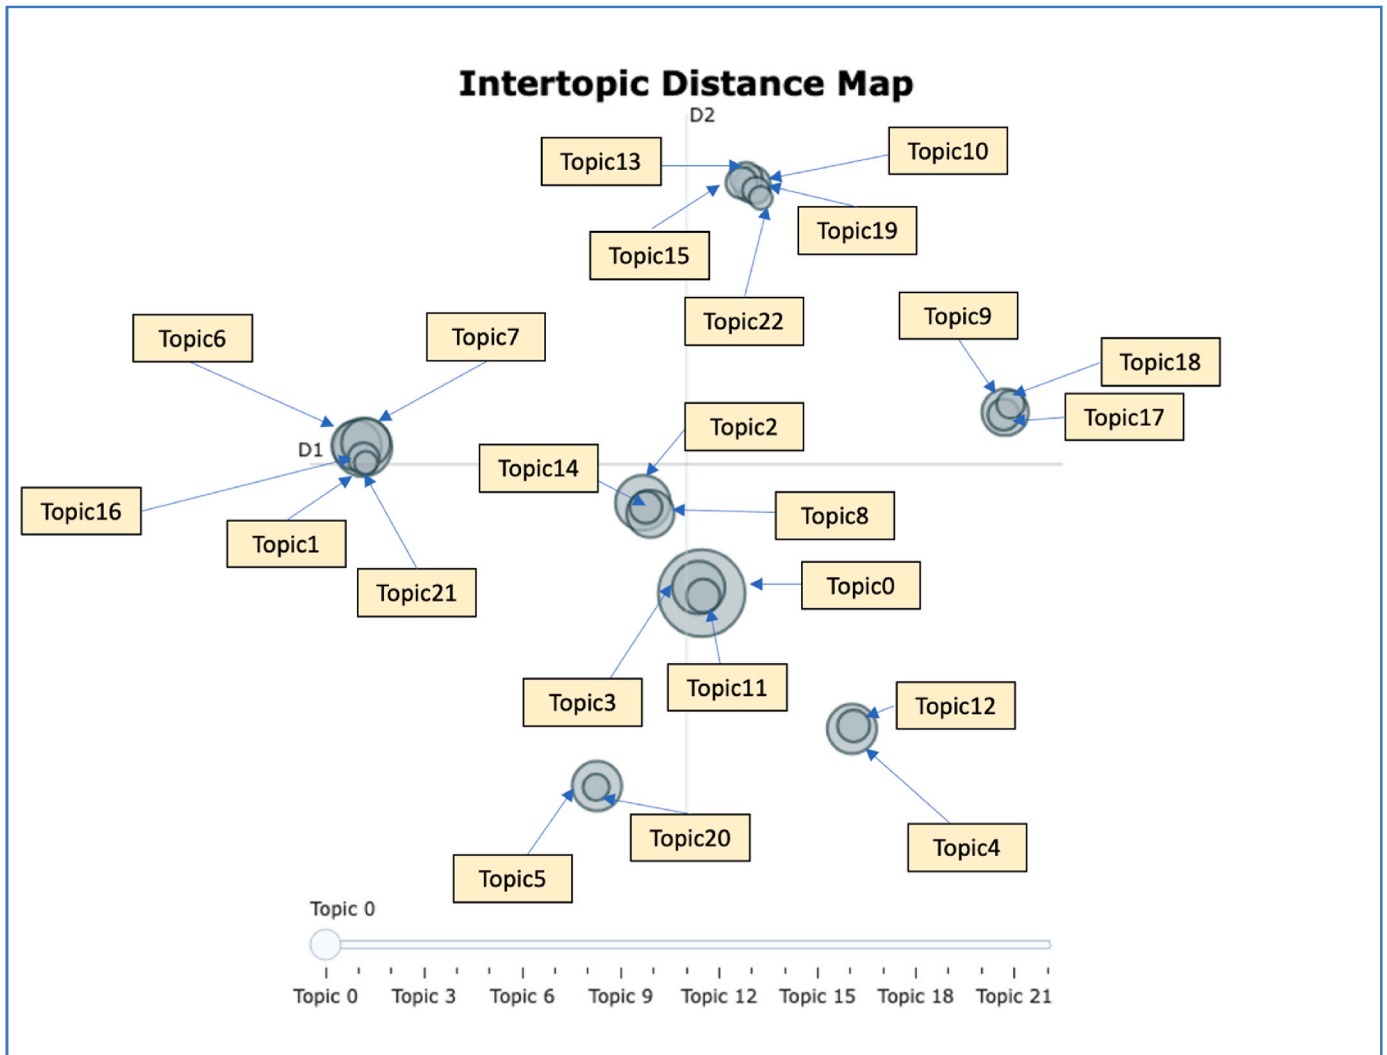 Intertopic Distance Map
D2
Topic13
Topic10
Topic19
Topic15
Topic22
Topic9
Topic6
Topic7
Topic18
Topic17
Topic2
D1
Topic14
Topic16
Topic8
Topic1
Topic21
Topic0
Topic3
Topic11
Topic12
Topic20
Topic4
Topic5
Topic 0
Topic 0 Topic 3 Topic 6 Topic 9 Topic 12 Topic 15 Topic 18 Topic 21